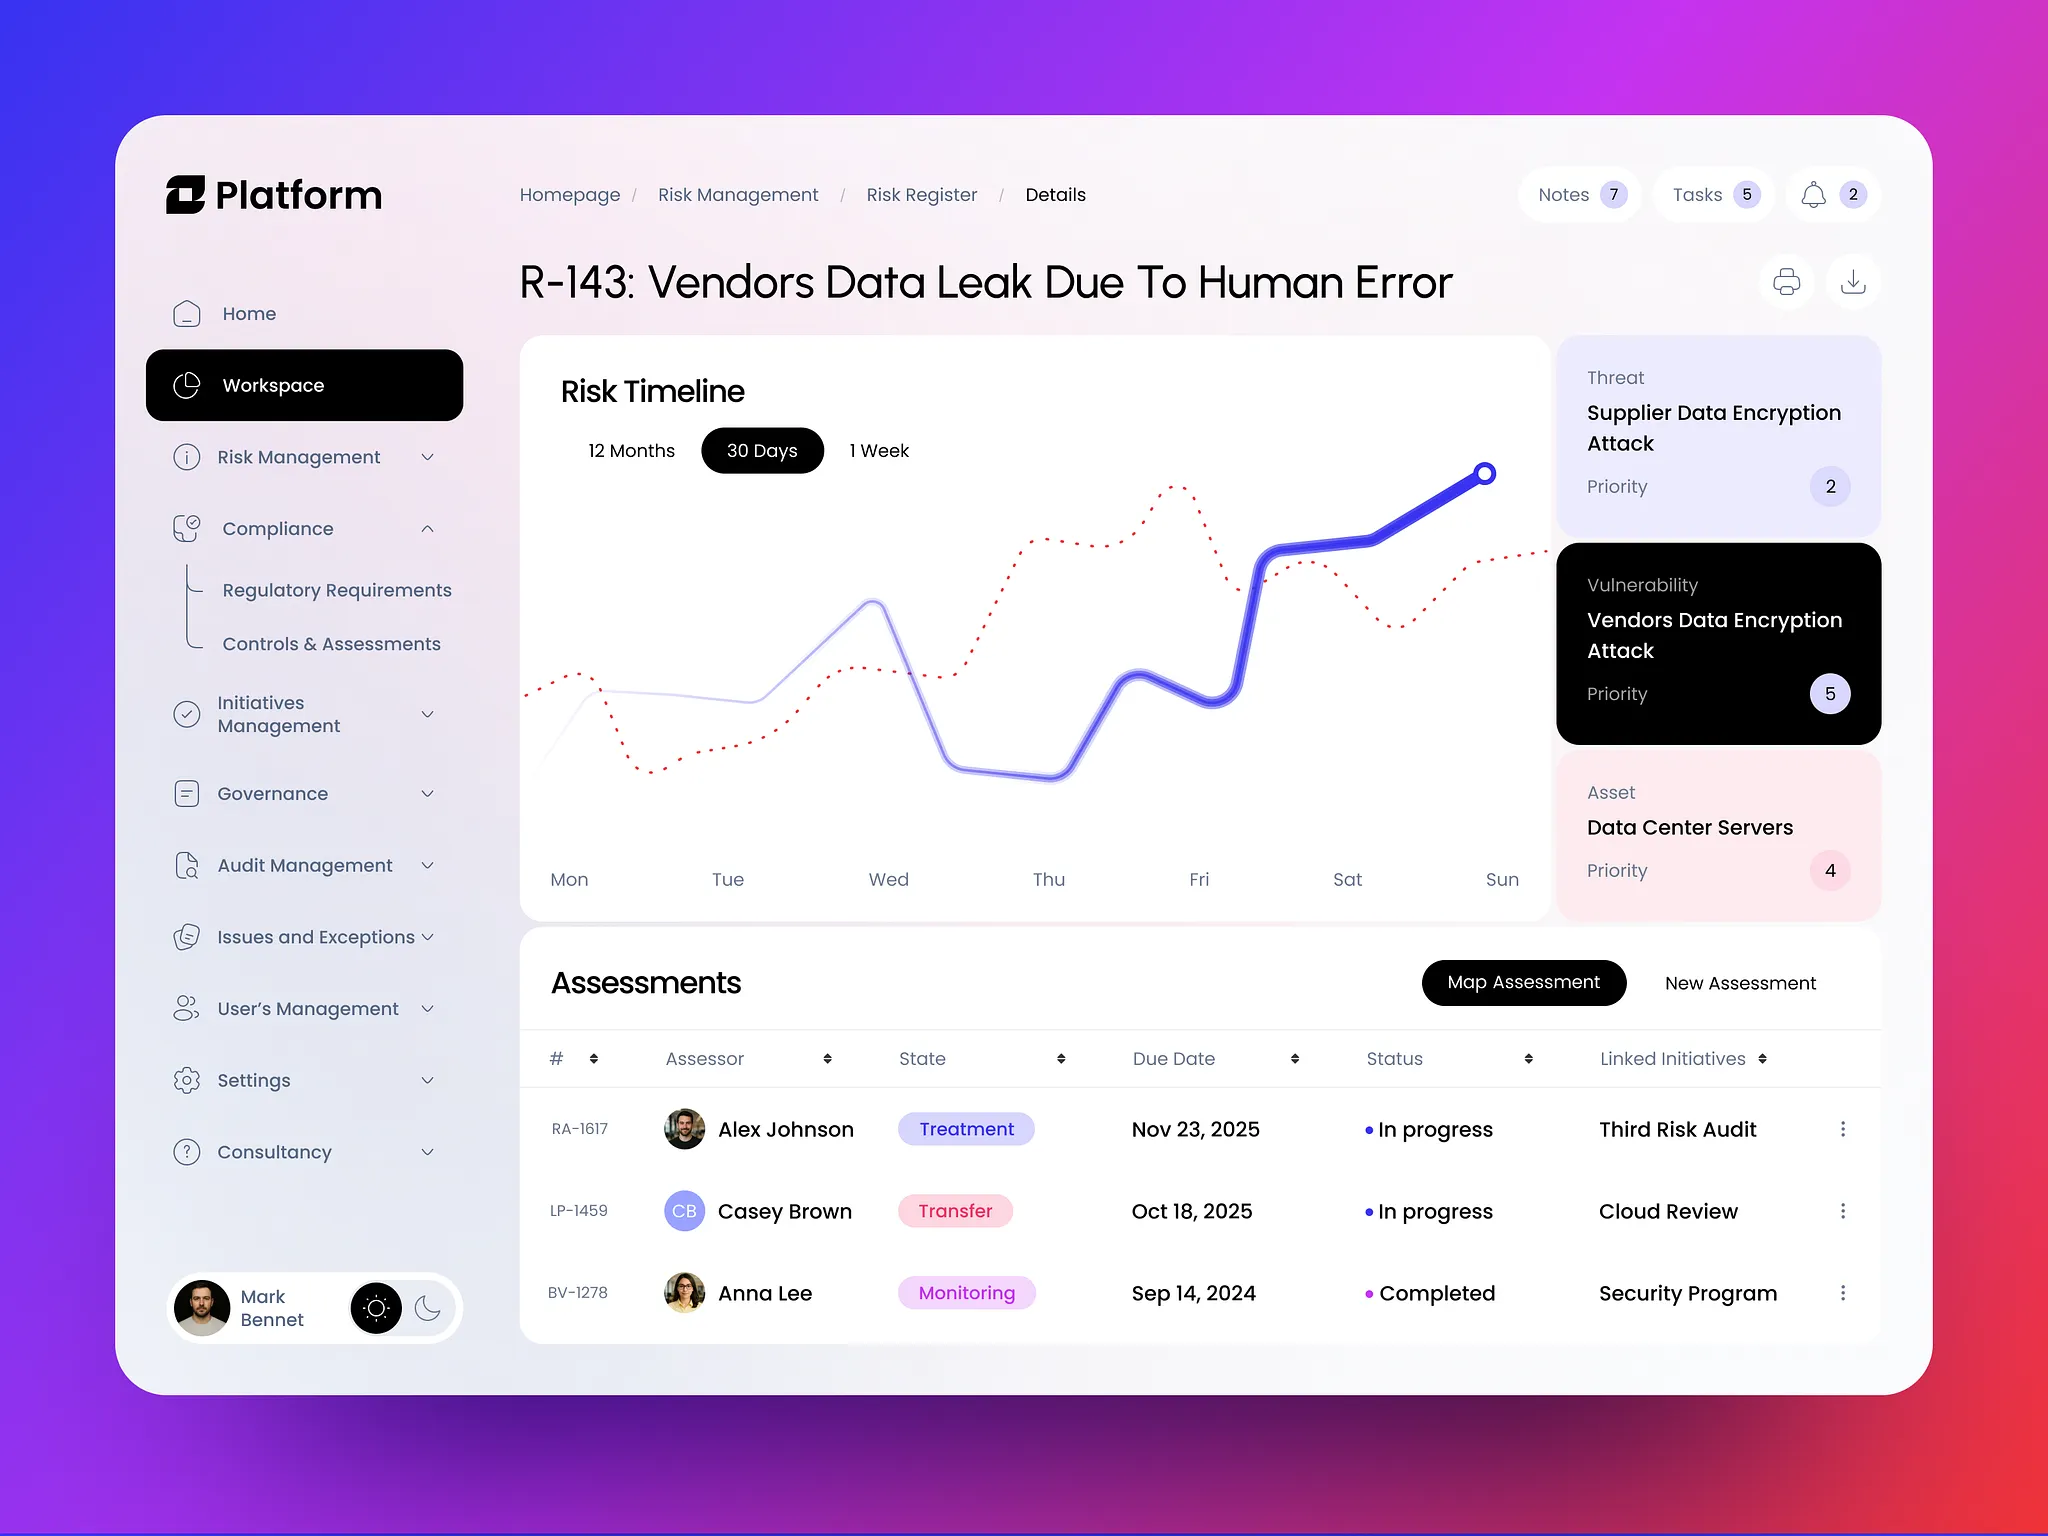 Platform
Homepage / Risk Management / Risk Register / Details
Notes 7
Tasks 5
2
R-143: Vendors Data Leak Due To Human Error
Home
Workspace
Risk Management
Compliance
Regulatory Requirements
Controls & Assessments
Initiatives
Management
Governance
Audit Management
Issues and Exceptions
User’s Management
Settings
Consultancy
Mark
Bennet
Risk Timeline
12 Months 30 Days 1 Week
Mon Tue Wed Thu Fri Sat Sun
Threat
Supplier Data Encryption
Attack
Priority 2
Vulnerability
Vendors Data Encryption
Attack
Priority 5
Asset
Data Center Servers
Priority 4
Assessments
Map Assessment New Assessment
# Assessor State Due Date Status Linked Initiatives
RA-1617 Alex Johnson Treatment Nov 23, 2025 In progress Third Risk Audit
LP-1459 CB Casey Brown Transfer Oct 18, 2025 In progress Cloud Review
BV-1278 Anna Lee Monitoring Sep 14, 2024 Completed Security Program